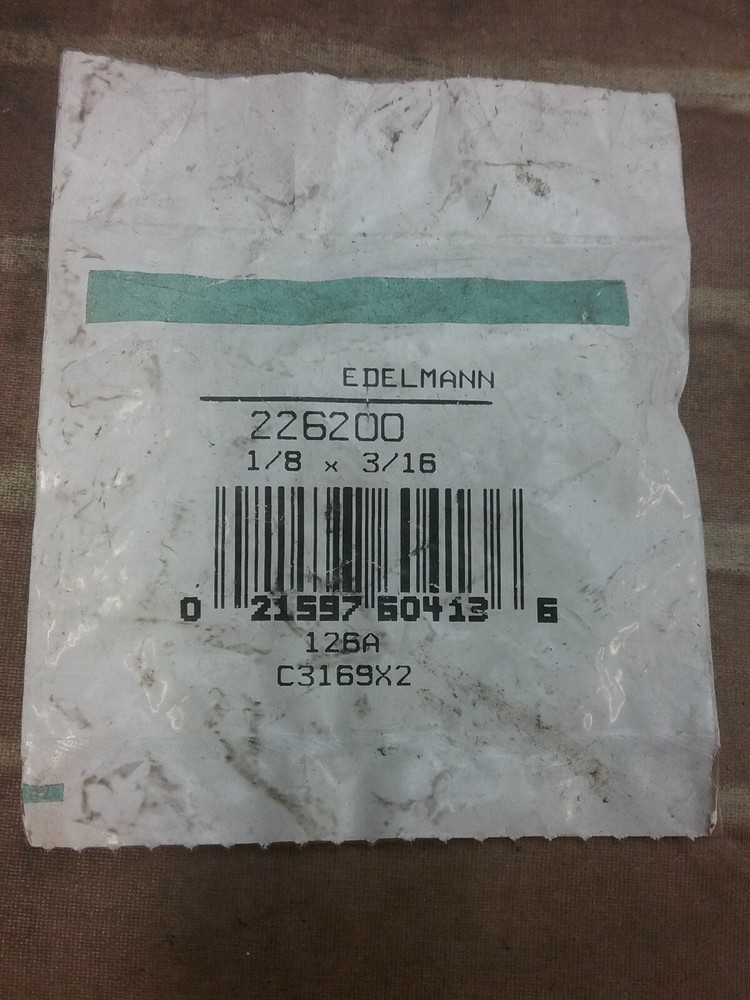 EDELMANN
226200
1/8 x 3/16
0 21597 60413 6
126A
C3169X2